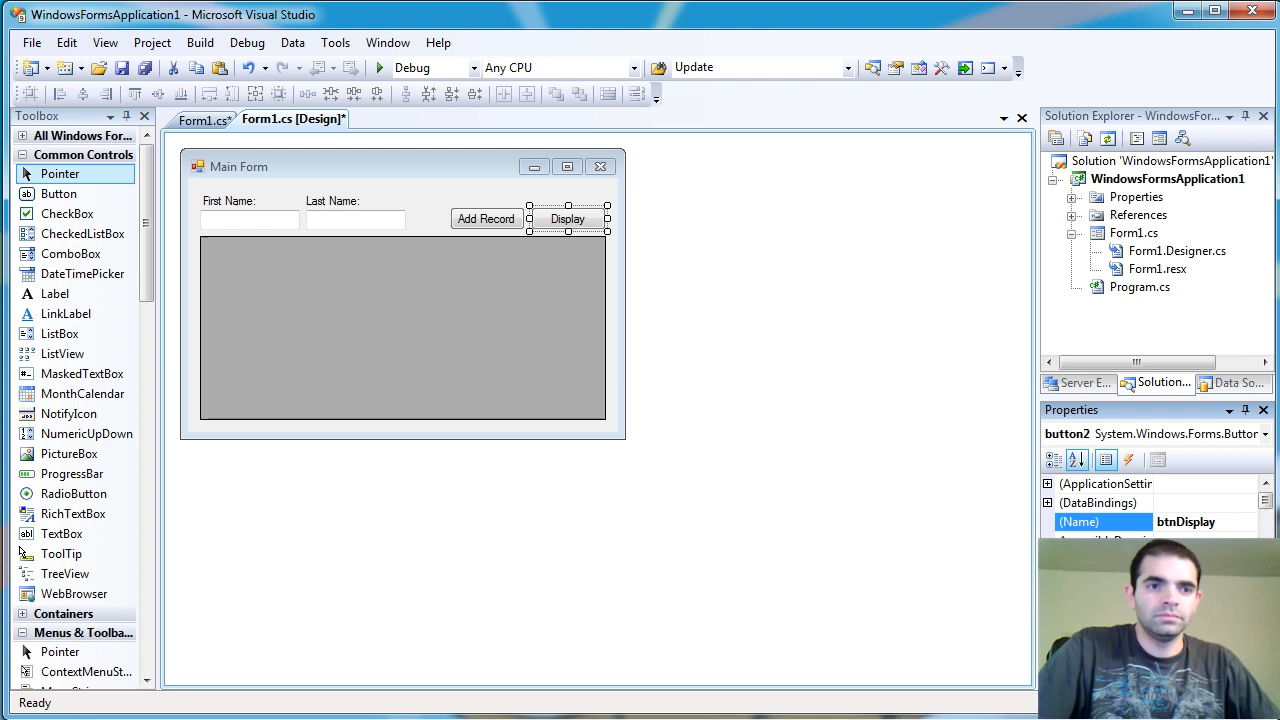 WindowsFormsApplication1 - Microsoft Visual Studio
File Edit View Project Build Debug Data Tools Window Help
Debug Any CPU Update
Toolbox
All Windows For...
Common Controls
Pointer
Button
CheckBox
CheckedListBox
ComboBox
DateTimePicker
Label
LinkLabel
ListBox
ListView
MaskedTextBox
MonthCalendar
NotifyIcon
NumericUpDown
PictureBox
ProgressBar
RadioButton
RichTextBox
TextBox
ToolTip
TreeView
WebBrowser
Containers
Menus & Toolba...
Pointer
ContextMenuSt...
Form1.cs* Form1.cs [Design]*
Main Form
First Name: Last Name:
Add Record Display
Solution Explorer - WindowsFor...
Solution 'WindowsFormsApplication1'
WindowsFormsApplication1
Properties
References
Form1.cs
Form1.Designer.cs
Form1.resx
Program.cs
Server E... Solution... Data So...
Properties
button2 System.Windows.Forms.Button
(ApplicationSettin
(DataBindings)
(Name) btnDisplay
Ready